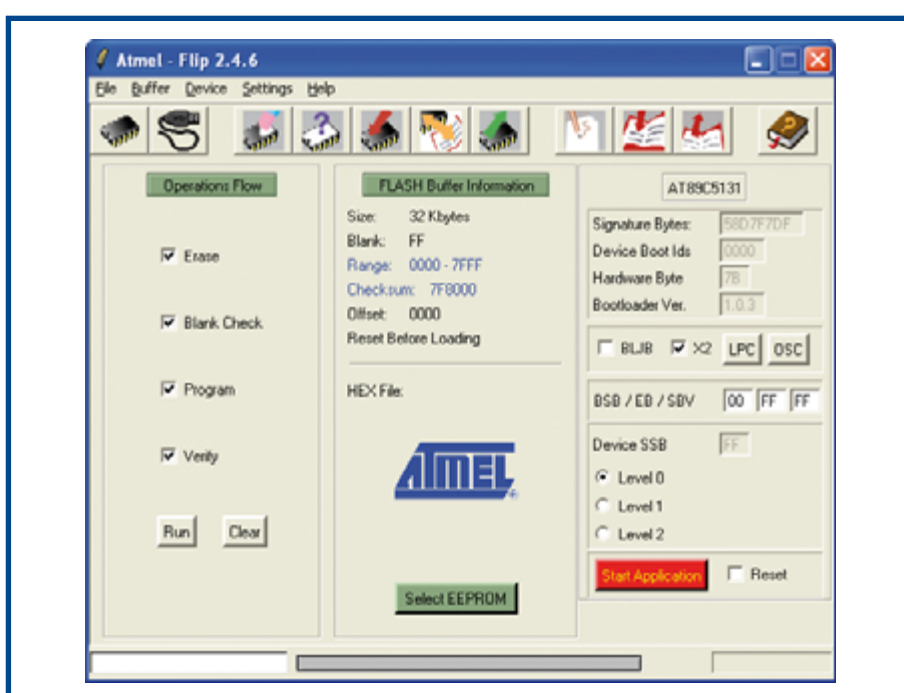 Atmel - Flip 2.4.6
File Buffer Device Settings Help
Operations Flow
Erase
Blank Check
Program
Verify
Run Clear
FLASH Buffer Information
Size: 32 Kbytes
Blank: FF
Range: 0000 - 7FFF
Checksum: 7F8000
Offset: 0000
Reset Before Loading
HEX File:
ATMEL
Select EEPROM
AT89C5131
Signature Bytes: 58D7F7DF
Device Boot Ids 0000
Hardware Byte 7B
Bootloader Ver. 1.0.3
BLJB X2 LPC OSC
BSB / EB / SBV 00 FF FF
Device SSB FF
Level 0
Level 1
Level 2
Start Application Reset